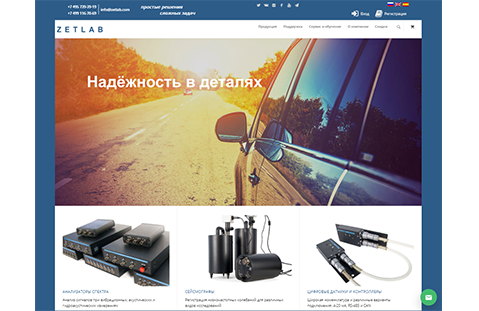 +7 495 739-39-19
+7 499 116-70-69
info@zetlab.com
простые решения
сложных задач
Вход
Регистрация
ZETLAB
Продукция
Поддержка
Сервис и обучение
О компании
Скидки
Надёжность в деталях
АНАЛИЗАТОРЫ СПЕКТРА
СЕЙСМОГРАФЫ
ЦИФРОВЫЕ ДАТЧИКИ И КОНТРОЛЛЕРЫ
Анализ сигналов при вибрационных, акустических и
гидроакустических измерениях
Регистрация низкочастотных колебаний для различных
видов исследований
Широкая номенклатура и различные варианты
подключения: 4-20 мА, RS-485 и CAN